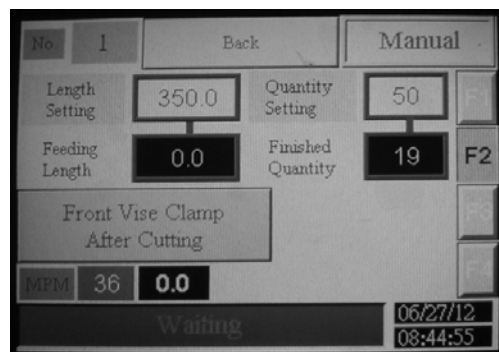 No. 1 Back Manual
Length Setting 350.0 Quantity Setting 50 F1
Feeding Length 0.0 Finished Quantity 19 F2
Front Vise Clamp After Cutting F3
MPM 36 0.0 F4
Waiting 06/27/12
08:44:55